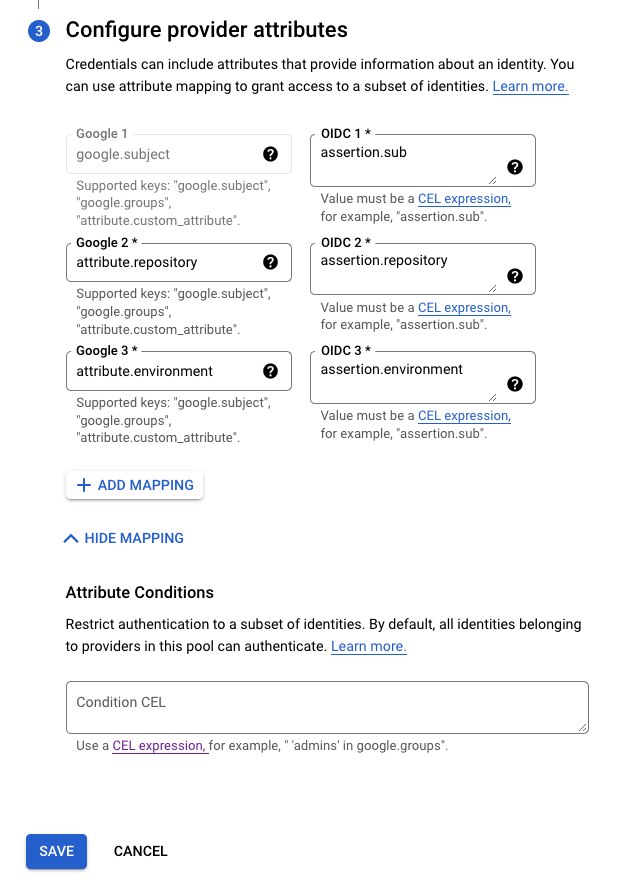 3 Configure provider attributes
Credentials can include attributes that provide information about an identity. You
can use attribute mapping to grant access to a subset of identities. Learn more.
Google 1
google.subject
Supported keys: "google.subject",
"google.groups",
"attribute.custom_attribute".
OIDC 1 *
assertion.sub
Value must be a CEL expression,
for example, "assertion.sub".
Google 2 *
attribute.repository
Supported keys: "google.subject",
"google.groups",
"attribute.custom_attribute".
OIDC 2 *
assertion.repository
Value must be a CEL expression,
for example, "assertion.sub".
Google 3 *
attribute.environment
Supported keys: "google.subject",
"google.groups",
"attribute.custom_attribute".
OIDC 3 *
assertion.environment
Value must be a CEL expression,
for example, "assertion.sub".
ADD MAPPING
HIDE MAPPING
Attribute Conditions
Restrict authentication to a subset of identities. By default, all identities belonging
to providers in this pool can authenticate. Learn more.
Condition CEL
Use a CEL expression, for example, " 'admins' in google.groups".
SAVE CANCEL